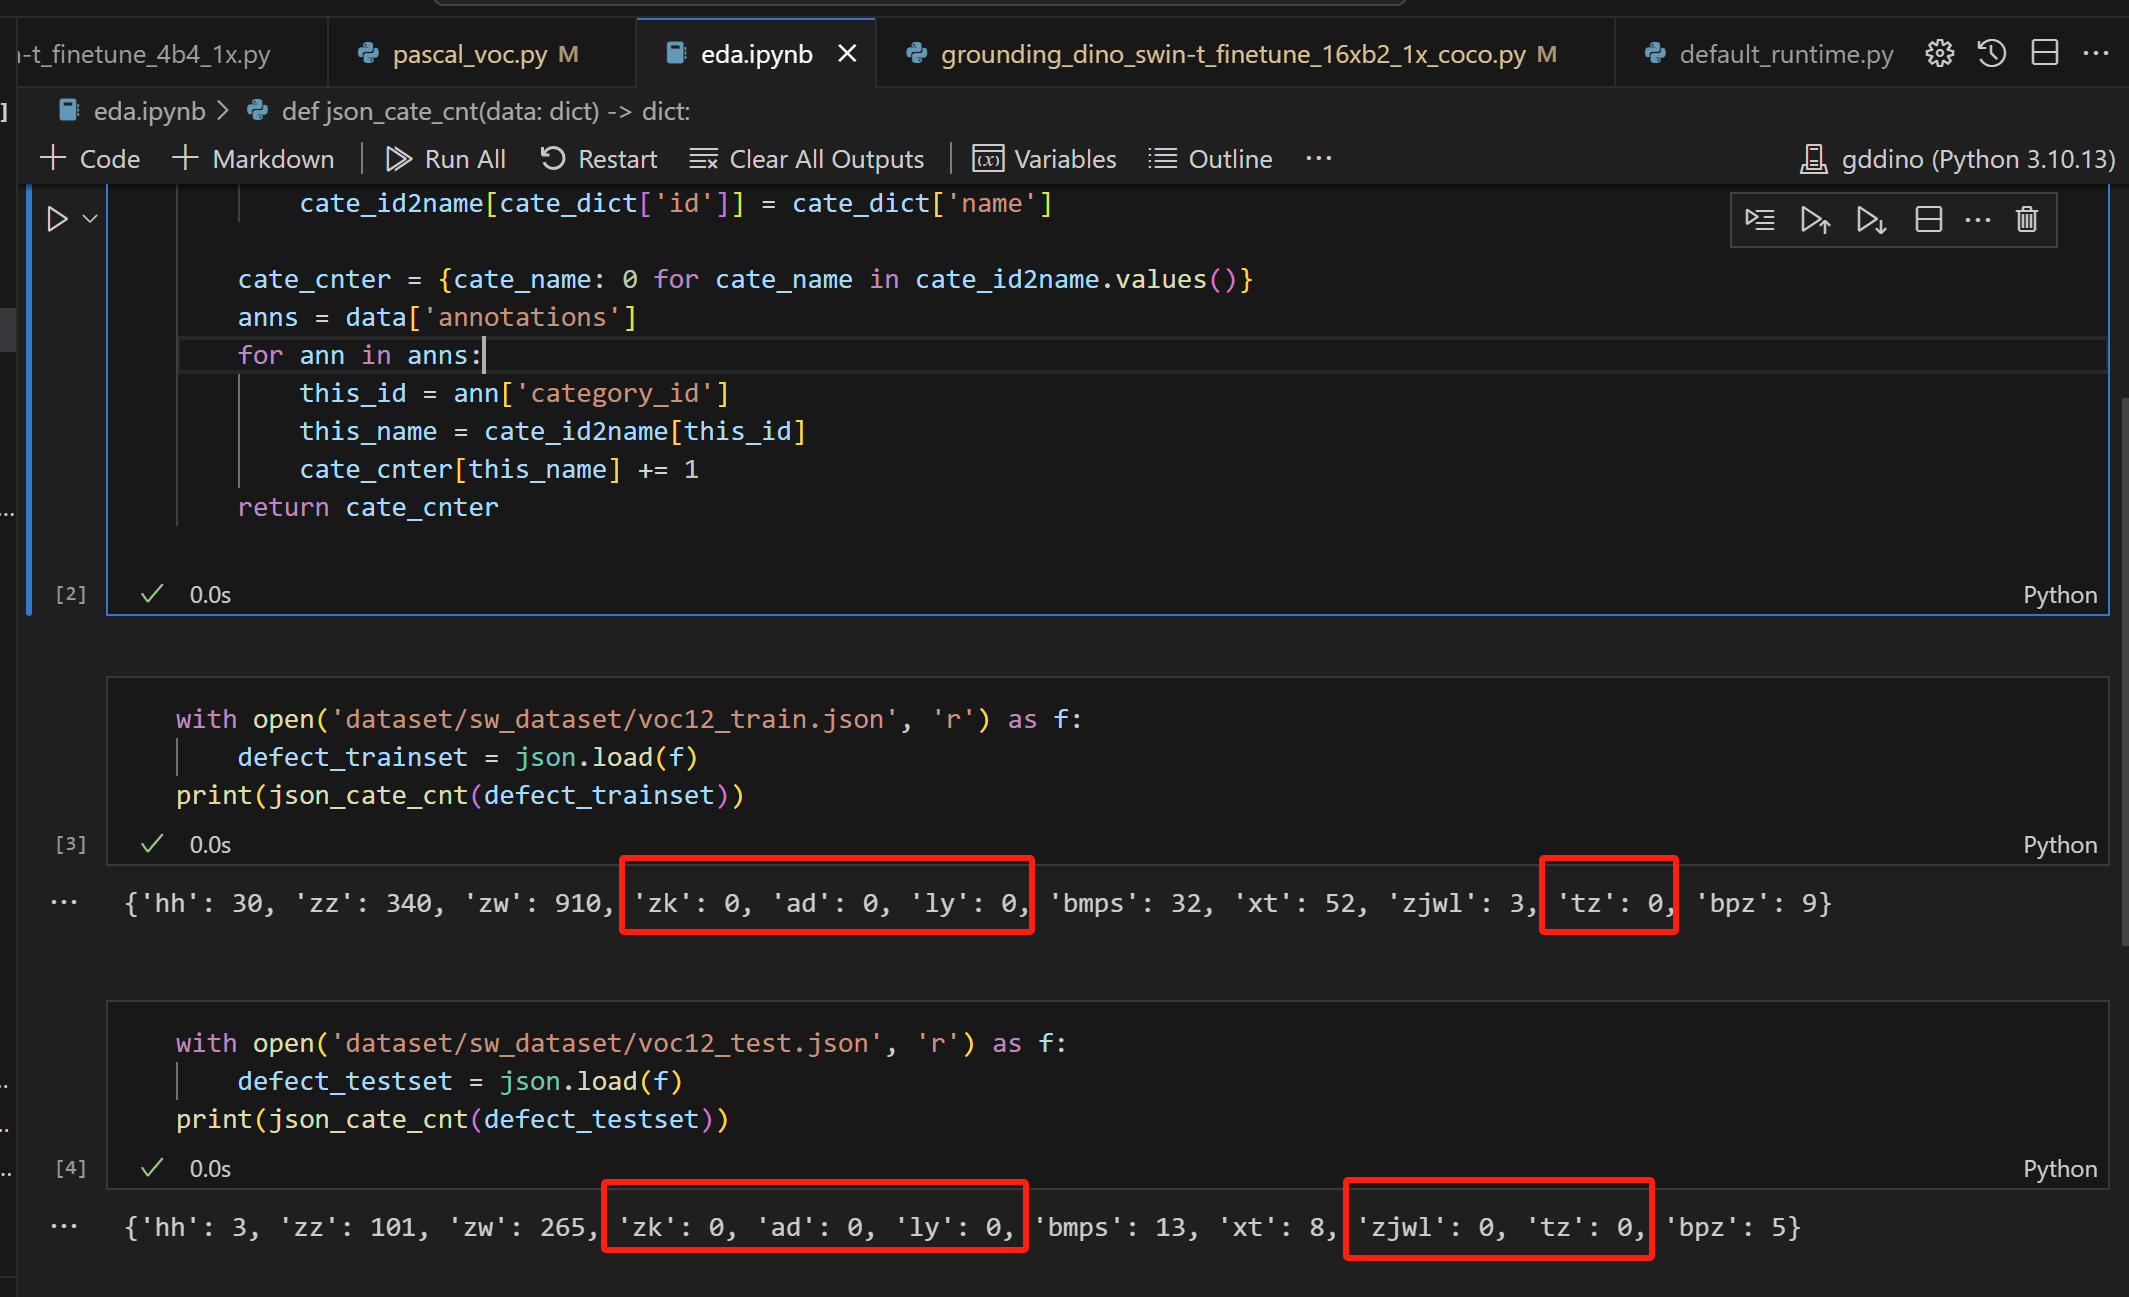 -t_finetune_4b4_1x.py pascal_voc.py M eda.ipynb grounding_dino_swin-t_finetune_16xb2_1x_coco.py M default_runtime.py ...
] eda.ipynb > def json_cate_cnt(data: dict) -> dict:
+ Code + Markdown | Run All Restart Clear All Outputs | (x) Variables Outline ... gddino (Python 3.10.13)
cate_id2name[cate_dict['id']] = cate_dict['name']
cate_cnter = {cate_name: 0 for cate_name in cate_id2name.values()}
anns = data['annotations']
for ann in anns:
this_id = ann['category_id']
this_name = cate_id2name[this_id]
cate_cnter[this_name] += 1
return cate_cnter
[2] 0.0s Python
with open('dataset/sw_dataset/voc12_train.json', 'r') as f:
defect_trainset = json.load(f)
print(json_cate_cnt(defect_trainset))
[3] 0.0s Python
... {'hh': 30, 'zz': 340, 'zw': 910, 'zk': 0, 'ad': 0, 'ly': 0, 'bmps': 32, 'xt': 52, 'zjwl': 3, 'tz': 0, 'bpz': 9}
with open('dataset/sw_dataset/voc12_test.json', 'r') as f:
defect_testset = json.load(f)
print(json_cate_cnt(defect_testset))
[4] 0.0s Python
... {'hh': 3, 'zz': 101, 'zw': 265, 'zk': 0, 'ad': 0, 'ly': 0, 'bmps': 13, 'xt': 8, 'zjwl': 0, 'tz': 0, 'bpz': 5}